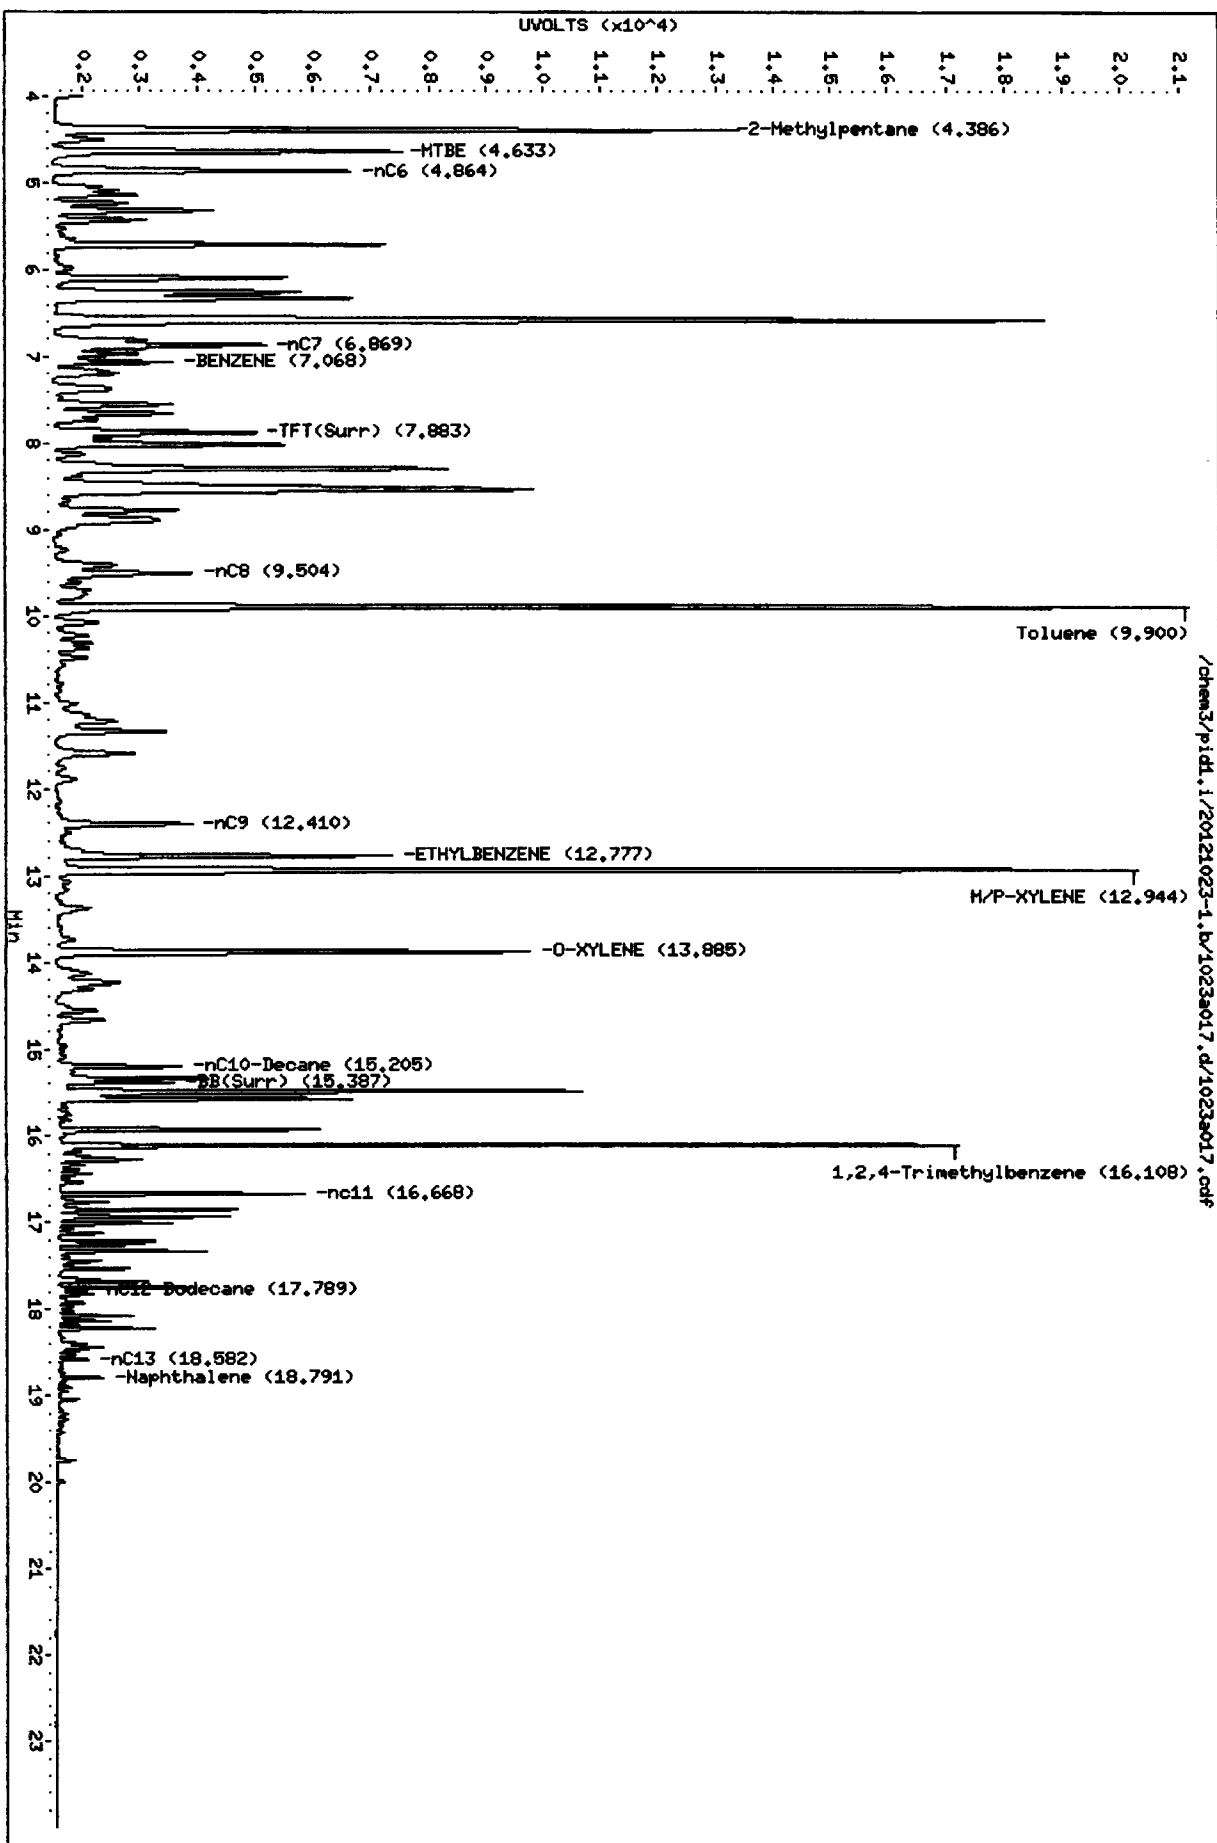 /chem3/pid1.i/20121023-1.b/1023a017.d/1023a017.cdf
UVOLTS (x10^4)
2.1
2.0
1.9
1.8
1.7
1.6
1.5
1.4
1.3
1.2
1.1
1.0
0.9
0.8
0.7
0.6
0.5
0.4
0.3
0.2
-2-Methylpentane (4.386)
-MTBE (4.633)
-nC6 (4.864)
-nC7 (6.869)
-BENZENE (7.068)
-TFT(Surr) (7.883)
-nC8 (9.504)
Toluene (9.900)
-nC9 (12.410)
-ETHYLBENZENE (12.777)
M/P-XYLENE (12.944)
-O-XYLENE (13.885)
-nC10-Decane (15.205)
-BB(Surr) (15.387)
1,2,4-Trimethylbenzene (16.108)
-nc11 (16.668)
-nC12-Dodecane (17.789)
-nC13 (18.582)
-Naphthalene (18.791)
4 5 6 7 8 9 10 11 12 13 14 15 16 17 18 19 20 21 22 23
Min